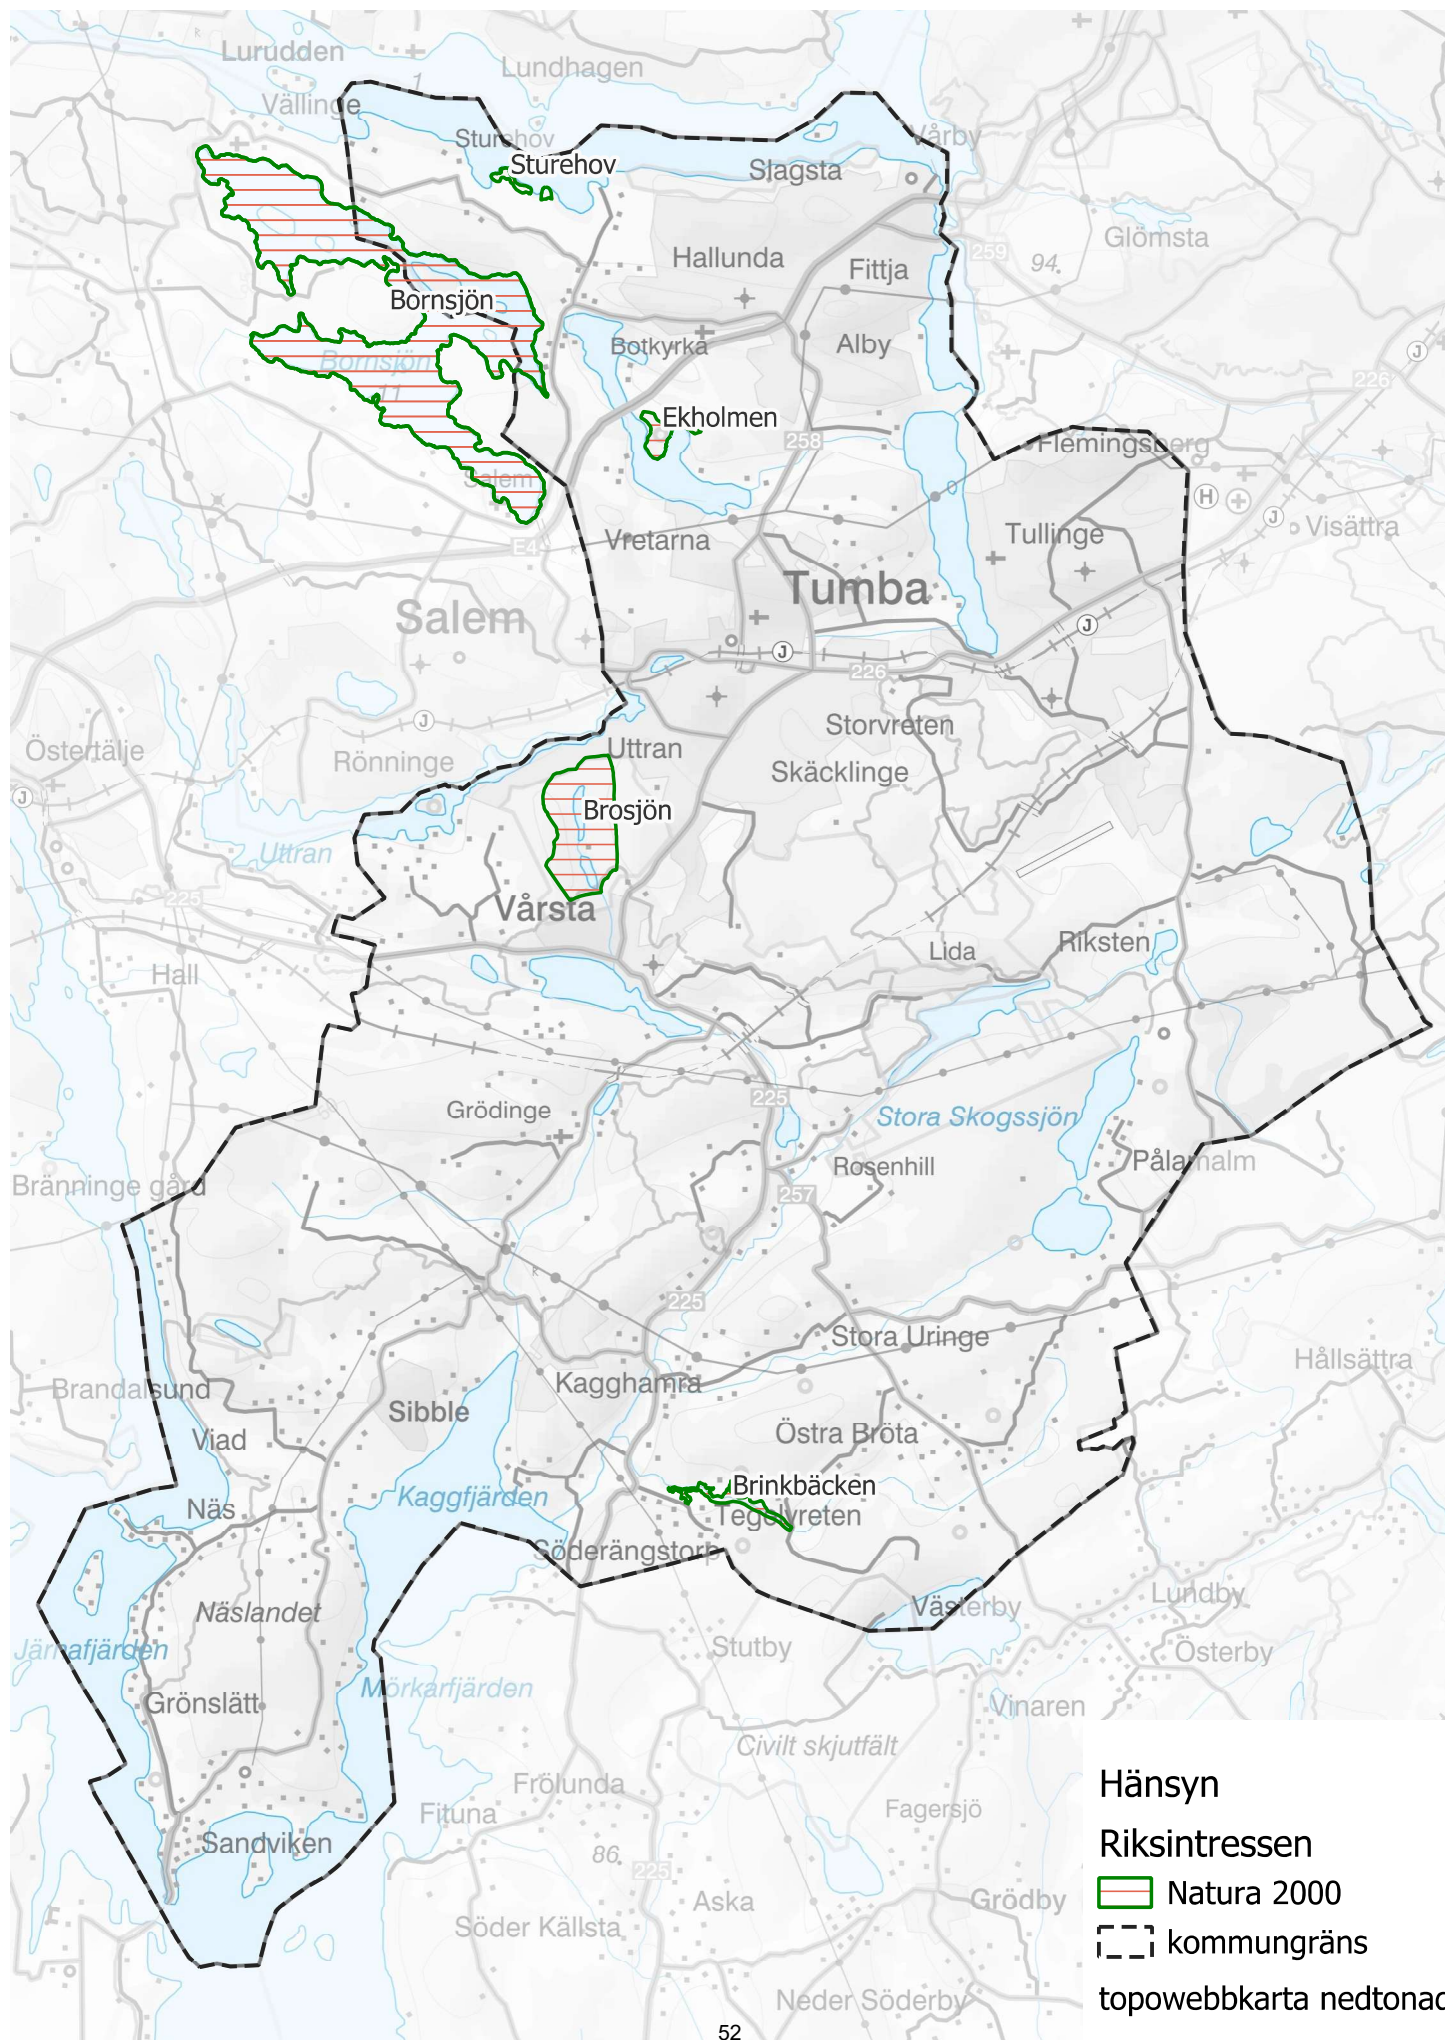 Lurudden
Lundhagen
1
Vällinge
Sturehov
Vårby
Sturehov
Slagsta
Hallunda
Fittja
259
94
Glömsta
Bornsjön
Botkyrka
Alby
J
Bornsjön
11
226
Ekholmen
258
Flemingsberg
Salem
0
H
J
Visättra
E4
Vretarna
Tullinge
Tumba
Salem
J
J
226
J
Storvreten
Östertälje
Rönninge
Uttran
Skäcklinge
J
Brosjön
Uttran
225
Vårsta
Lida
Riksten
Hall
225
Grödinge
Stora Skogssjön
Rosenhill
Pålamalm
Bränninge gård
257
225
Stora Uringe
Hållsättra
Brandalsund
Kagghamra
Sibble
Viad
Östra Bröta
Kaggfjärden
Brinkbäcken
Näs
Tegelvreten
Söderängstorp
Näslandet
Västerby
Lundby
Järnafjärden
Stutby
Österby
Mörkarfjärden
Grönslätt
Vinaren
Civilt skjutfält
Frölunda
Fituna
Fagersjö
Sandviken
86
225
Aska
Grödby
Söder Källsta
Neder Söderby
Hänsyn
Riksintressen
Natura 2000
kommungräns
topowebbkarta nedtonad
52